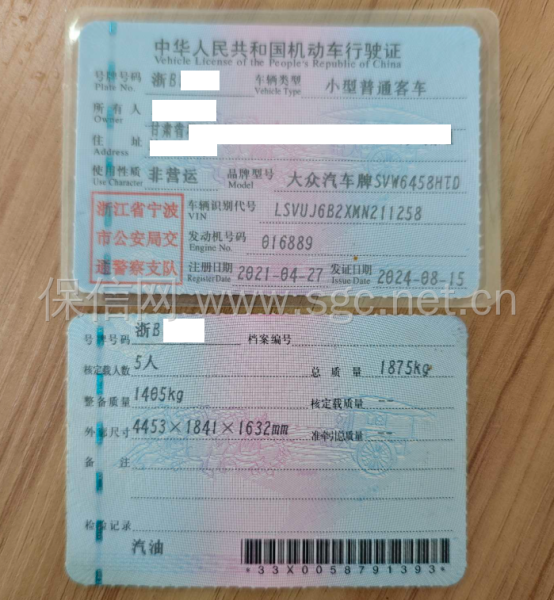 中华人民共和国机动车行驶证
Vehicle License of the People's Republic of China
号牌号码 浙B 车辆类型 小型普通客车
Plate No. Vehicle Type
所有人
Owner
住址 甘肃省
Address
使用性质 非营运 品牌型号 大众汽车牌SVW6458HTD
Use Character Model
浙江省宁波 车辆识别代号 LSVUJ6B2XMN211258
VIN
市公安局交 发动机号码 016889
Engine No.
通警察支队 注册日期 2021-04-27 发证日期 2024-08-15
Register Date Issue Date
保信网 www.sgc.net.cn
号牌号码 浙B 档案编号
核定载人数 5人 总质量 1875kg
整备质量 1405kg 核定载质量 --
外廓尺寸 4453×1841×1632mm 准牵引总质量 --
备注
检验记录
汽油
*33X0058791393*